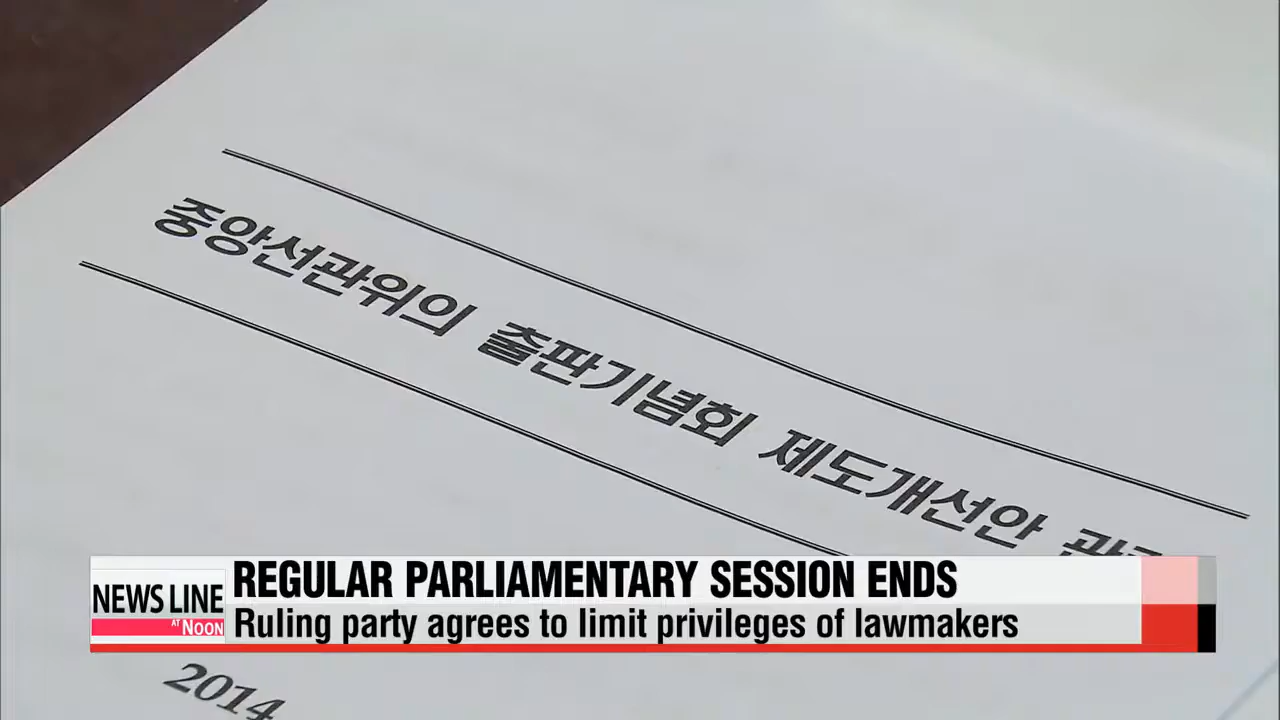 중앙선관위의 출판기념회 제도개선안
REGULAR PARLIAMENTARY SESSION ENDS
NEWS LINE
AT NOON
Ruling party agrees to limit privileges of lawmakers
2014